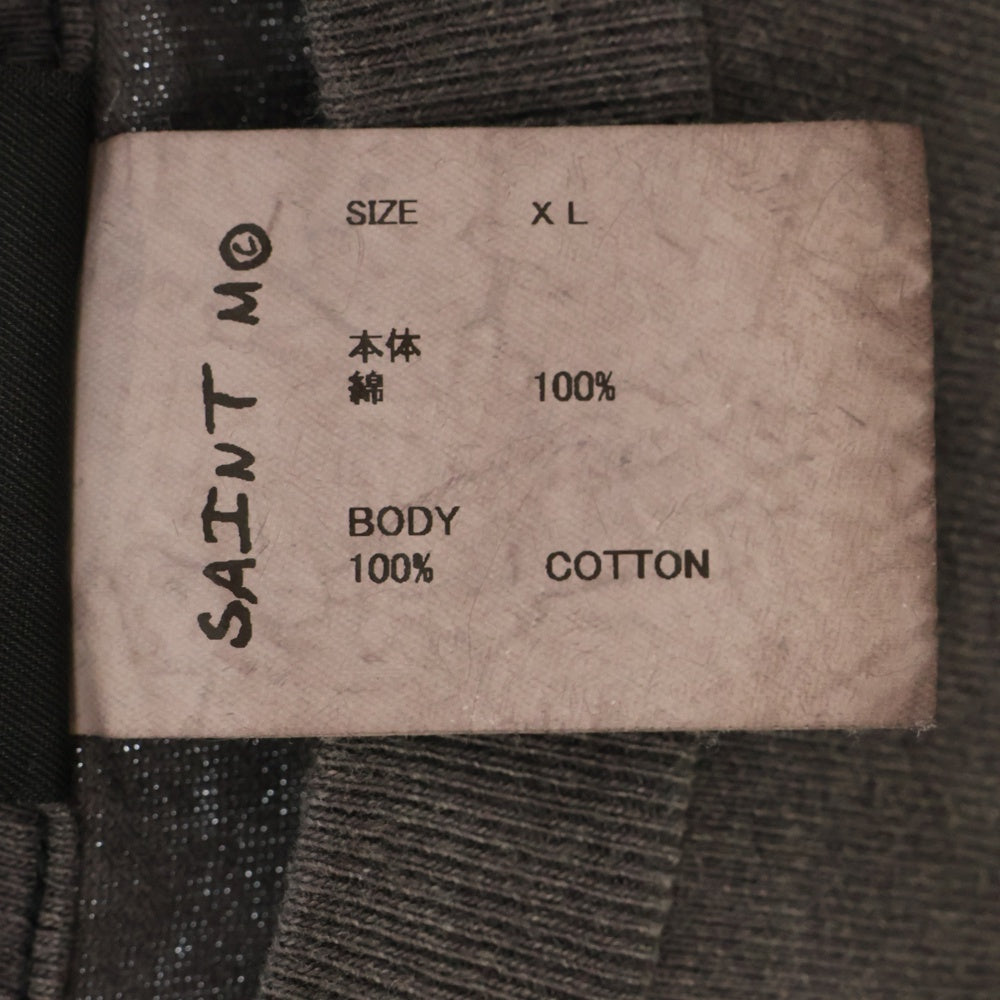 SAINT M©
SIZE XL
本体
綿 100%
BODY
100% COTTON